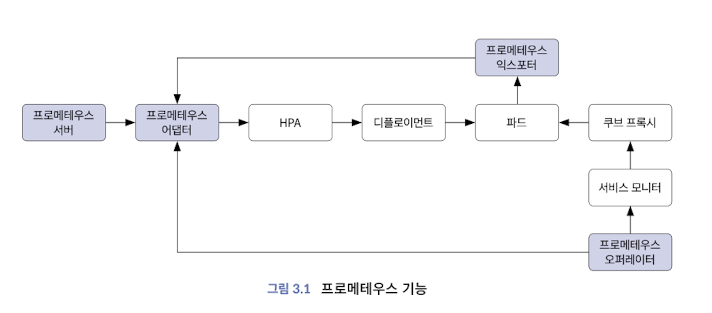 프로메테우스
익스포터
프로메테우스
서버
프로메테우스
어댑터
HPA
디플로이먼트
파드
쿠브 프록시
서비스 모니터
프로메테우스
오퍼레이터
그림 3.1 프로메테우스 기능